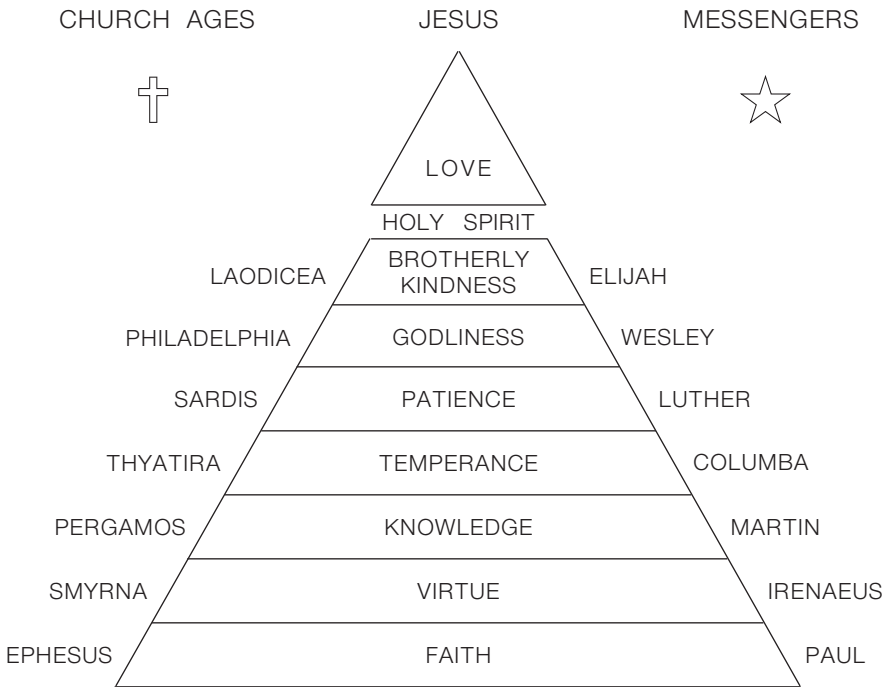 CHURCH AGES JESUS MESSENGERS
LOVE
HOLY SPIRIT
LAODICEA BROTHERLY KINDNESS ELIJAH
PHILADELPHIA GODLINESS WESLEY
SARDIS PATIENCE LUTHER
THYATIRA TEMPERANCE COLUMBA
PERGAMOS KNOWLEDGE MARTIN
SMYRNA VIRTUE IRENAEUS
EPHESUS FAITH PAUL